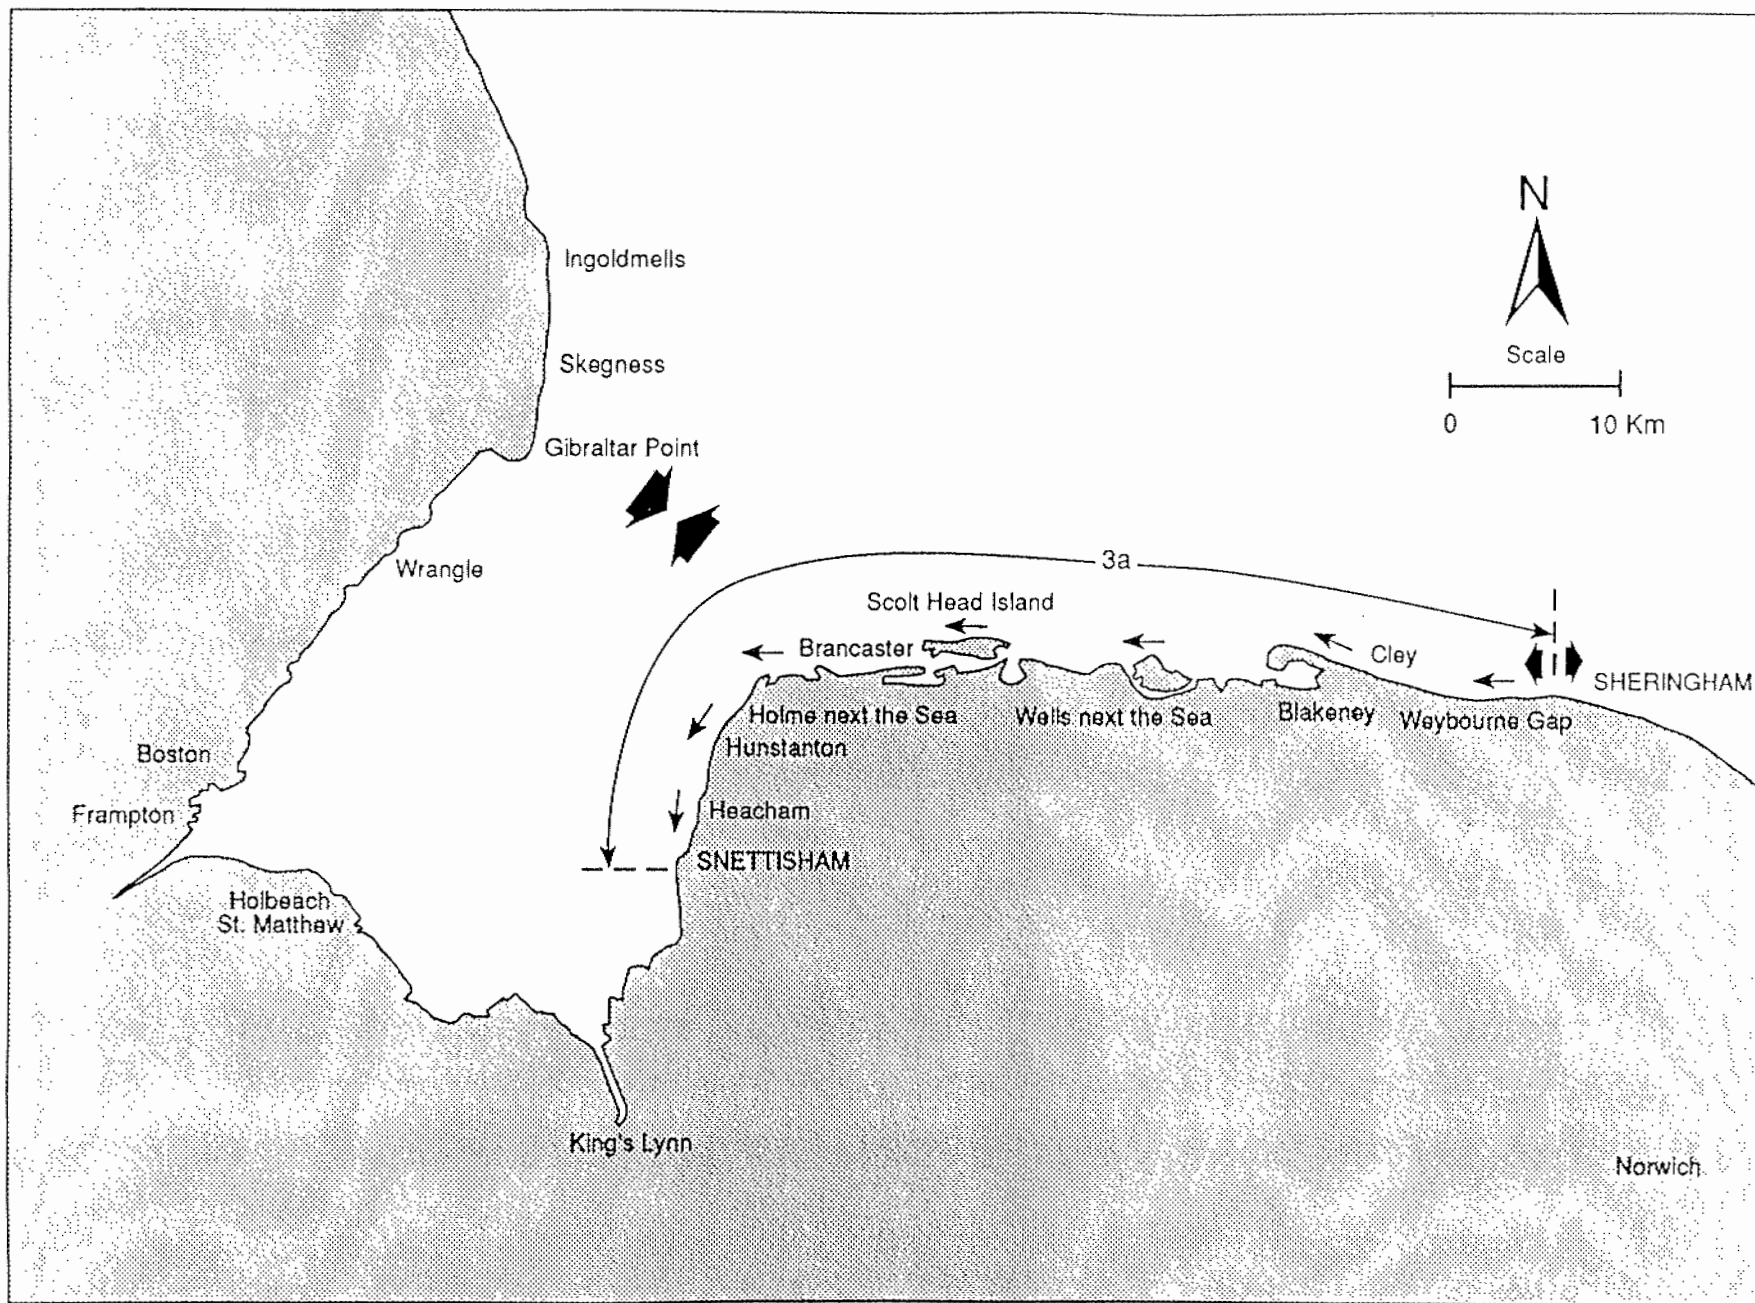 N
Ingoldmells
Scale
Skegness
0 10 Km
Gibraltar Point
3a
Wrangle
Scolt Head Island
Brancaster
Cley
SHERINGHAM
Holme next the Sea
Wells next the Sea
Blakeney
Weybourne Gap
Hunstanton
Boston
Heacham
Frampton
SNETTISHAM
Holbeach
St. Matthew
King's Lynn
Norwich